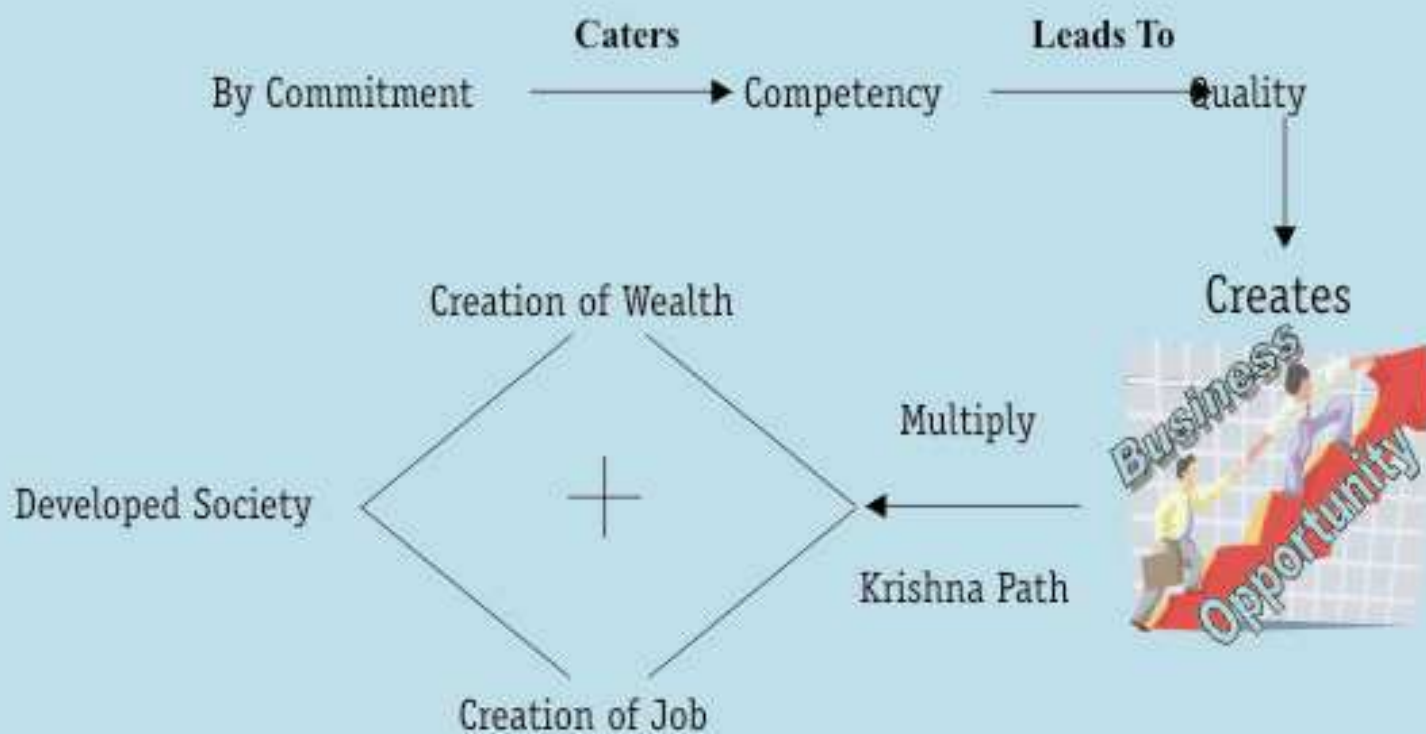 Caters
Leads To
By Commitment
Competency
Quality
Creates
Business
Opportunity
Multiply
Krishna Path
Creation of Wealth
+
Developed Society
Creation of Job